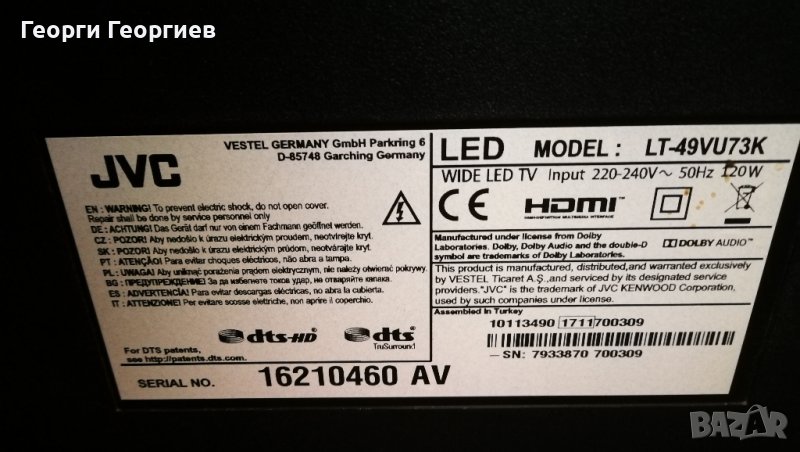 Георги Георгиев
JVC
VESTEL GERMANY GmbH Parkring 6
D-85748 Garching Germany
EN : WARNING! To prevent electric shock, do not open cover.
Repair shall be done by service personnel only
DE : ACHTUNG! Das Gerät darf nur von einem Fachmann geöffnet werden.
CZ : POZOR! Aby nedošlo k úrazu elektrickým proudem, neotvírejte kryt.
SK : POZOR! Aby nedošlo k úrazu elektrickým prúdom, neotvárajte kryt.
PT : ATENÇÃO! Para evitar choques eléctricos, não abra a tampa.
PL : UWAGA! Aby uniknąć porażenia prądem elektrycznym, nie należy otwierać pokrywy.
BG : ПРЕДУПРЕЖДЕНИЕ! За да избегнете токов удар, не отваряйте капака.
ES : ADVERTENCIA! Para evitar descargas eléctricas, no abra la cubierta
IT : ATTENZIONE! Per evitare scosse elettriche, non aprire il coperchio.
dts-HD
dts
TruSurround
For DTS patents,
see http://patents.dts.com.
SERIAL NO.
16210460 AV
LED MODEL : LT-49VU73K
WIDE LED TV Input 220-240V~ 50Hz 120W
CE HDMI
HIGH-DEFINITION MULTIMEDIA INTERFACE
Manufactured under license from Dolby
Laboratories. Dolby, Dolby Audio and the double-D
symbol are trademarks of Dolby Laboratories.
DOLBY AUDIO™
This product is manufactured, distributed,and warranted exclusively
by VESTEL Ticaret A.Ş.,and serviced by its designated service
providers."JVC" is the trademark of JVC KENWOOD Corporation,
used by such companies under license.
Assembled In Turkey
10113490 1711700309
SN: 7933870 700309
BAZAR